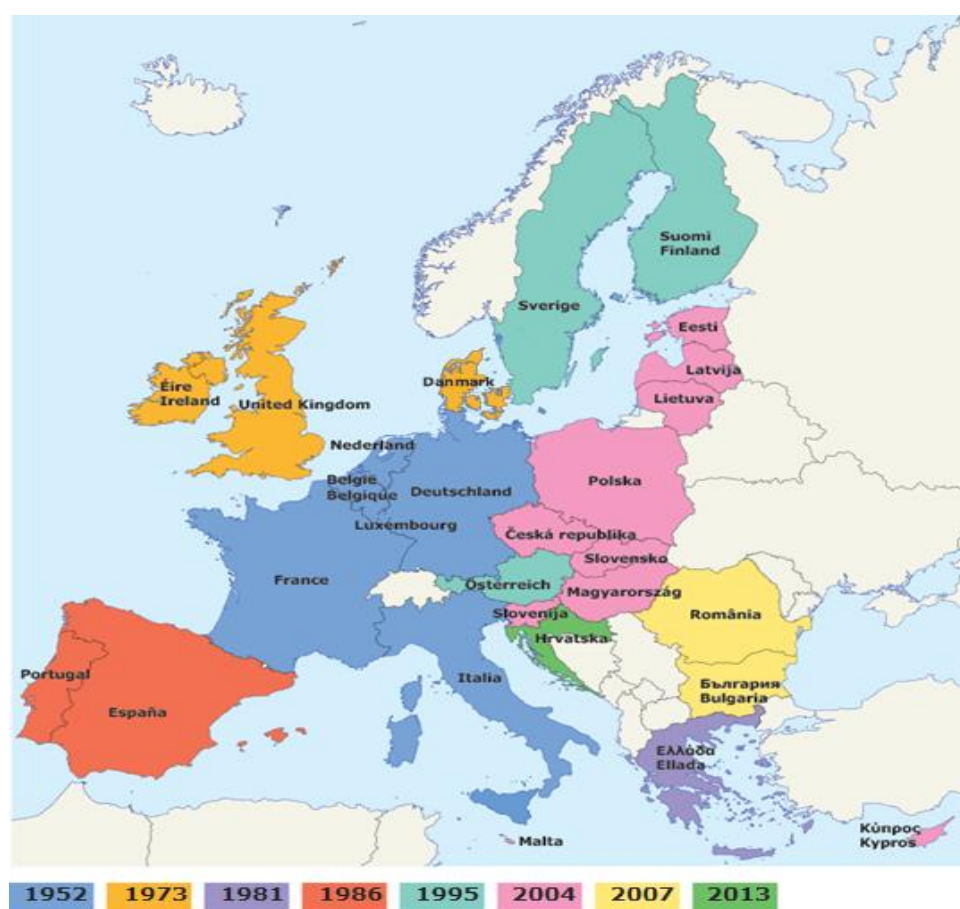 Suomi
Finland
Sverige
Eesti
Latvija
Lietuva
Danmark
Éire
Ireland
United Kingdom
Nederland
België
Belgique
Deutschland
Polska
Luxembourg
Česká republika
Slovensko
France
Österreich
Magyarország
Slovenija
Hrvatska
România
Portugal
España
Italia
България
Bulgaria
Ελλάδα
Ellada
Malta
Κύπρος
Kypros
1952 1973 1981 1986 1995 2004 2007 2013